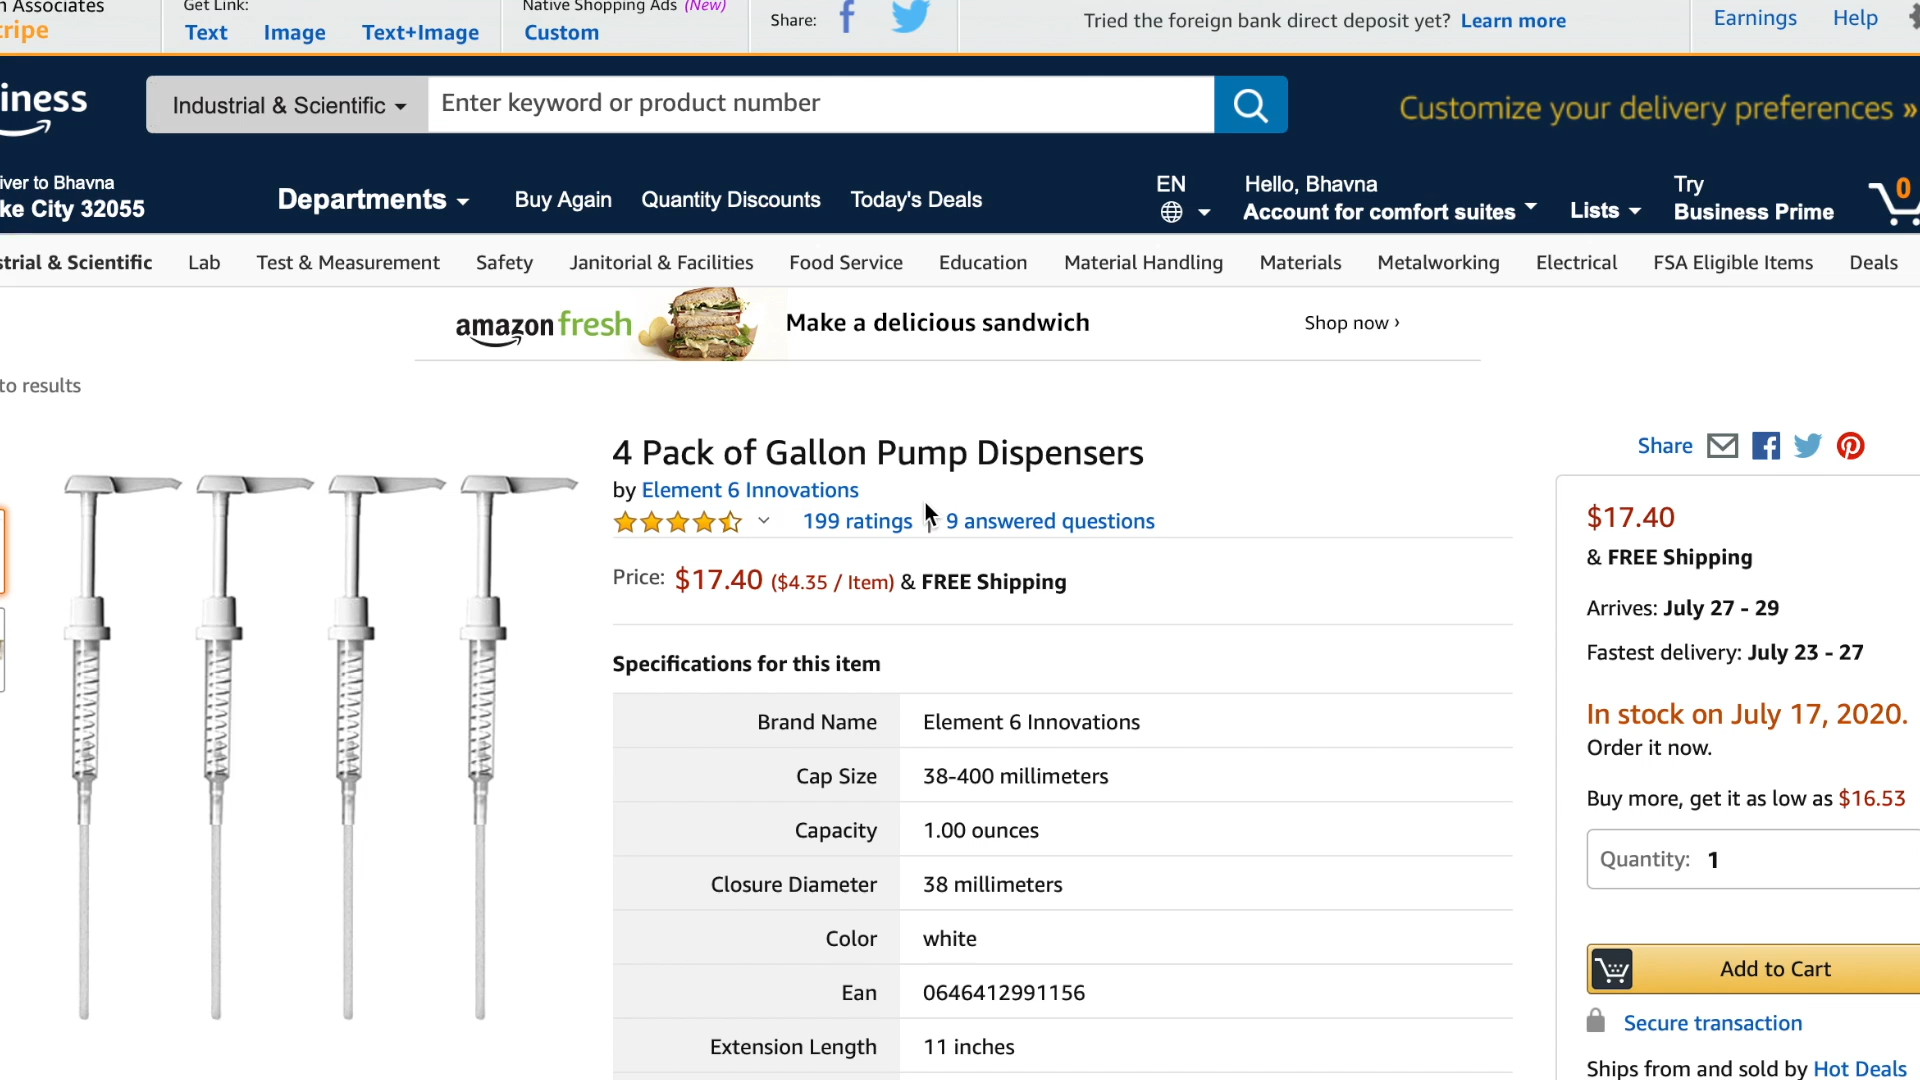 Associates
Get Link:
Native Shopping Ads (New)
Share:
Tried the foreign bank direct deposit yet? Learn more
Earnings
Help
Text
Image
Text+Image
Custom
Industrial & Scientific
Enter keyword or product number
Customize your delivery preferences »
to Bhavna
City 32055
Departments
Buy Again
Quantity Discounts
Today's Deals
EN
Hello, Bhavna
Account for comfort suites
Lists
Try
Business Prime
0
& Scientific
Lab
Test & Measurement
Safety
Janitorial & Facilities
Food Service
Education
Material Handling
Materials
Metalworking
Electrical
FSA Eligible Items
Deals
amazon fresh
Make a delicious sandwich
Shop now ›
to results
4 Pack of Gallon Pump Dispensers
by Element 6 Innovations
199 ratings
9 answered questions
Price: $17.40 ($4.35 / Item) & FREE Shipping
Specifications for this item
Brand Name Element 6 Innovations
Cap Size 38-400 millimeters
Capacity 1.00 ounces
Closure Diameter 38 millimeters
Color white
Ean 0646412991156
Extension Length 11 inches
Share
$17.40
& FREE Shipping
Arrives: July 27 - 29
Fastest delivery: July 23 - 27
In stock on July 17, 2020.
Order it now.
Buy more, get it as low as $16.53
Quantity: 1
Add to Cart
Secure transaction
Ships from and sold by Hot Deals